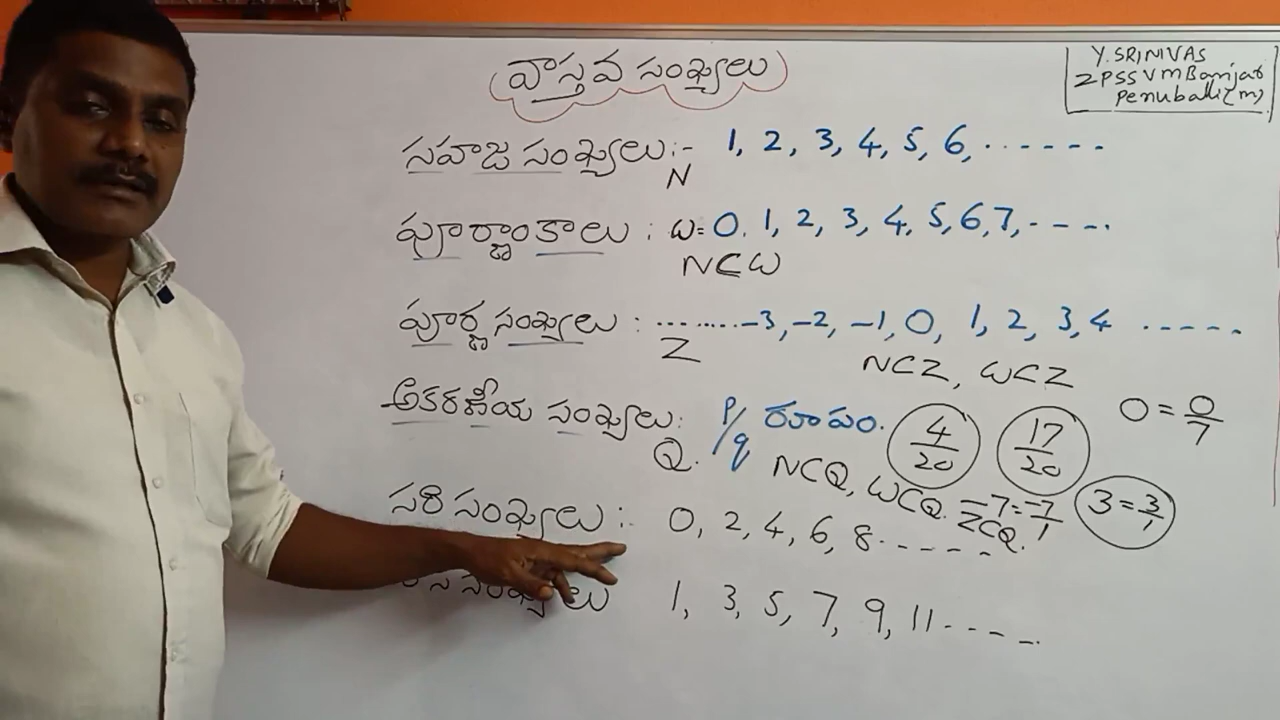 వాస్తవ సంఖ్యలు
Y. SRINIVAS
ZPSS V m Banjar
Penuballi (m)
సహజ సంఖ్యలు :- 1, 2, 3, 4, 5, 6, ......
N
పూర్ణాంకాలు : W= 0, 1, 2, 3, 4, 5, 6, 7, ----.
N⊂W
పూర్ణ సంఖ్యలు : ........-3, -2, -1, 0, 1, 2, 3, 4 .....
Z
N⊂Z, W⊂Z
అకరణీయ సంఖ్యలు: p/q రూపం. 4/20 17/20 0 = 0/7
Q. N⊂Q, W⊂Q. -7 = -7/1 3 = 3/1
Z⊂Q.
సరి సంఖ్యలు :- 0, 2, 4, 6, 8 -----
సంఖ్యలు 1, 3, 5, 7, 9, 11 ----